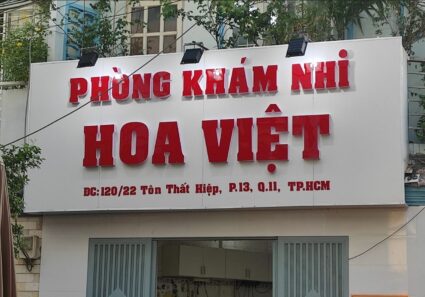 PHÒNG KHÁM NHI
HOA VIỆT
ĐC: 120/22 Tôn Thất Hiệp, P.13, Q.11, TP.HCM